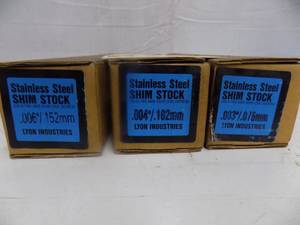 Stainless Steel
SHIM STOCK
.006"/152mm
LYON INDUSTRIES
Stainless Steel
SHIM STOCK
.004"/102mm
LYON INDUSTRIES
Stainless Steel
SHIM STOCK
.003"/.076mm
LYON INDUSTRIES